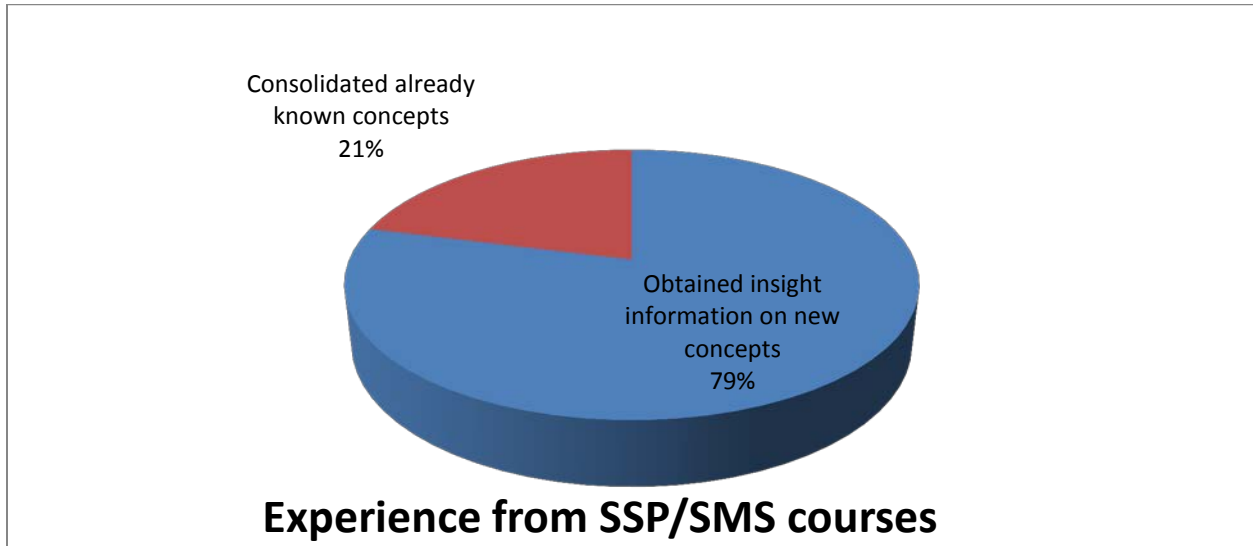 Consolidated already
known concepts
21%
Obtained insight
information on new
concepts
79%
Experience from SSP/SMS courses